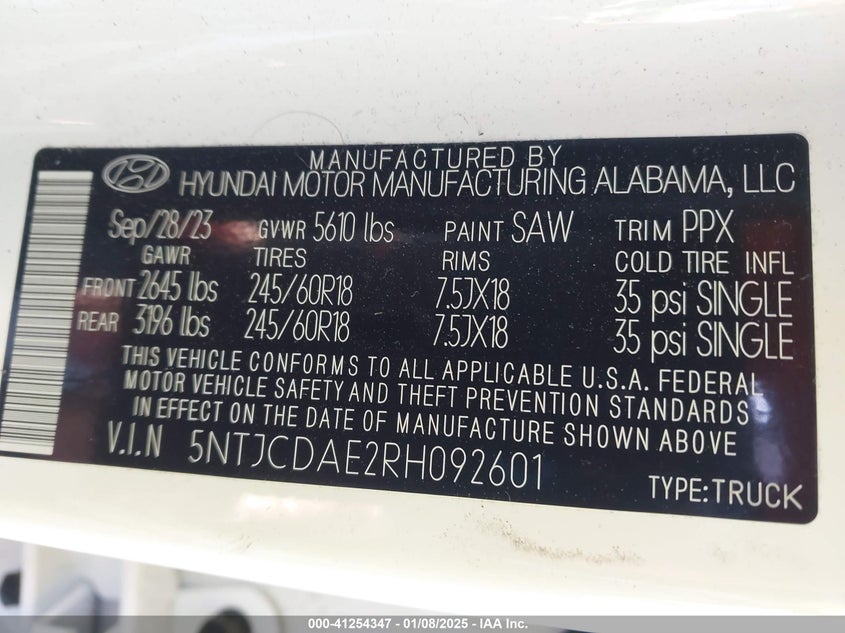 MANUFACTURED BY
HYUNDAI MOTOR MANUFACTURING ALABAMA, LLC
Sep/28/23 GVWR 5610 lbs PAINT SAW TRIM PPX
GAWR TIRES RIMS COLD TIRE INFL
FRONT 2645 lbs 245/60R18 7.5JX18 35 psi SINGLE
REAR 3196 lbs 245/60R18 7.5JX18 35 psi SINGLE
THIS VEHICLE CONFORMS TO ALL APPLICABLE U.S.A. FEDERAL
MOTOR VEHICLE SAFETY AND THEFT PREVENTION STANDARDS
IN EFFECT ON THE DATE OF MANUFACTURE SHOWN ABOVE
V.I.N 5NTJCDAE2RH092601
TYPE:TRUCK
000-41254347 - 01/08/2025 - IAA Inc.